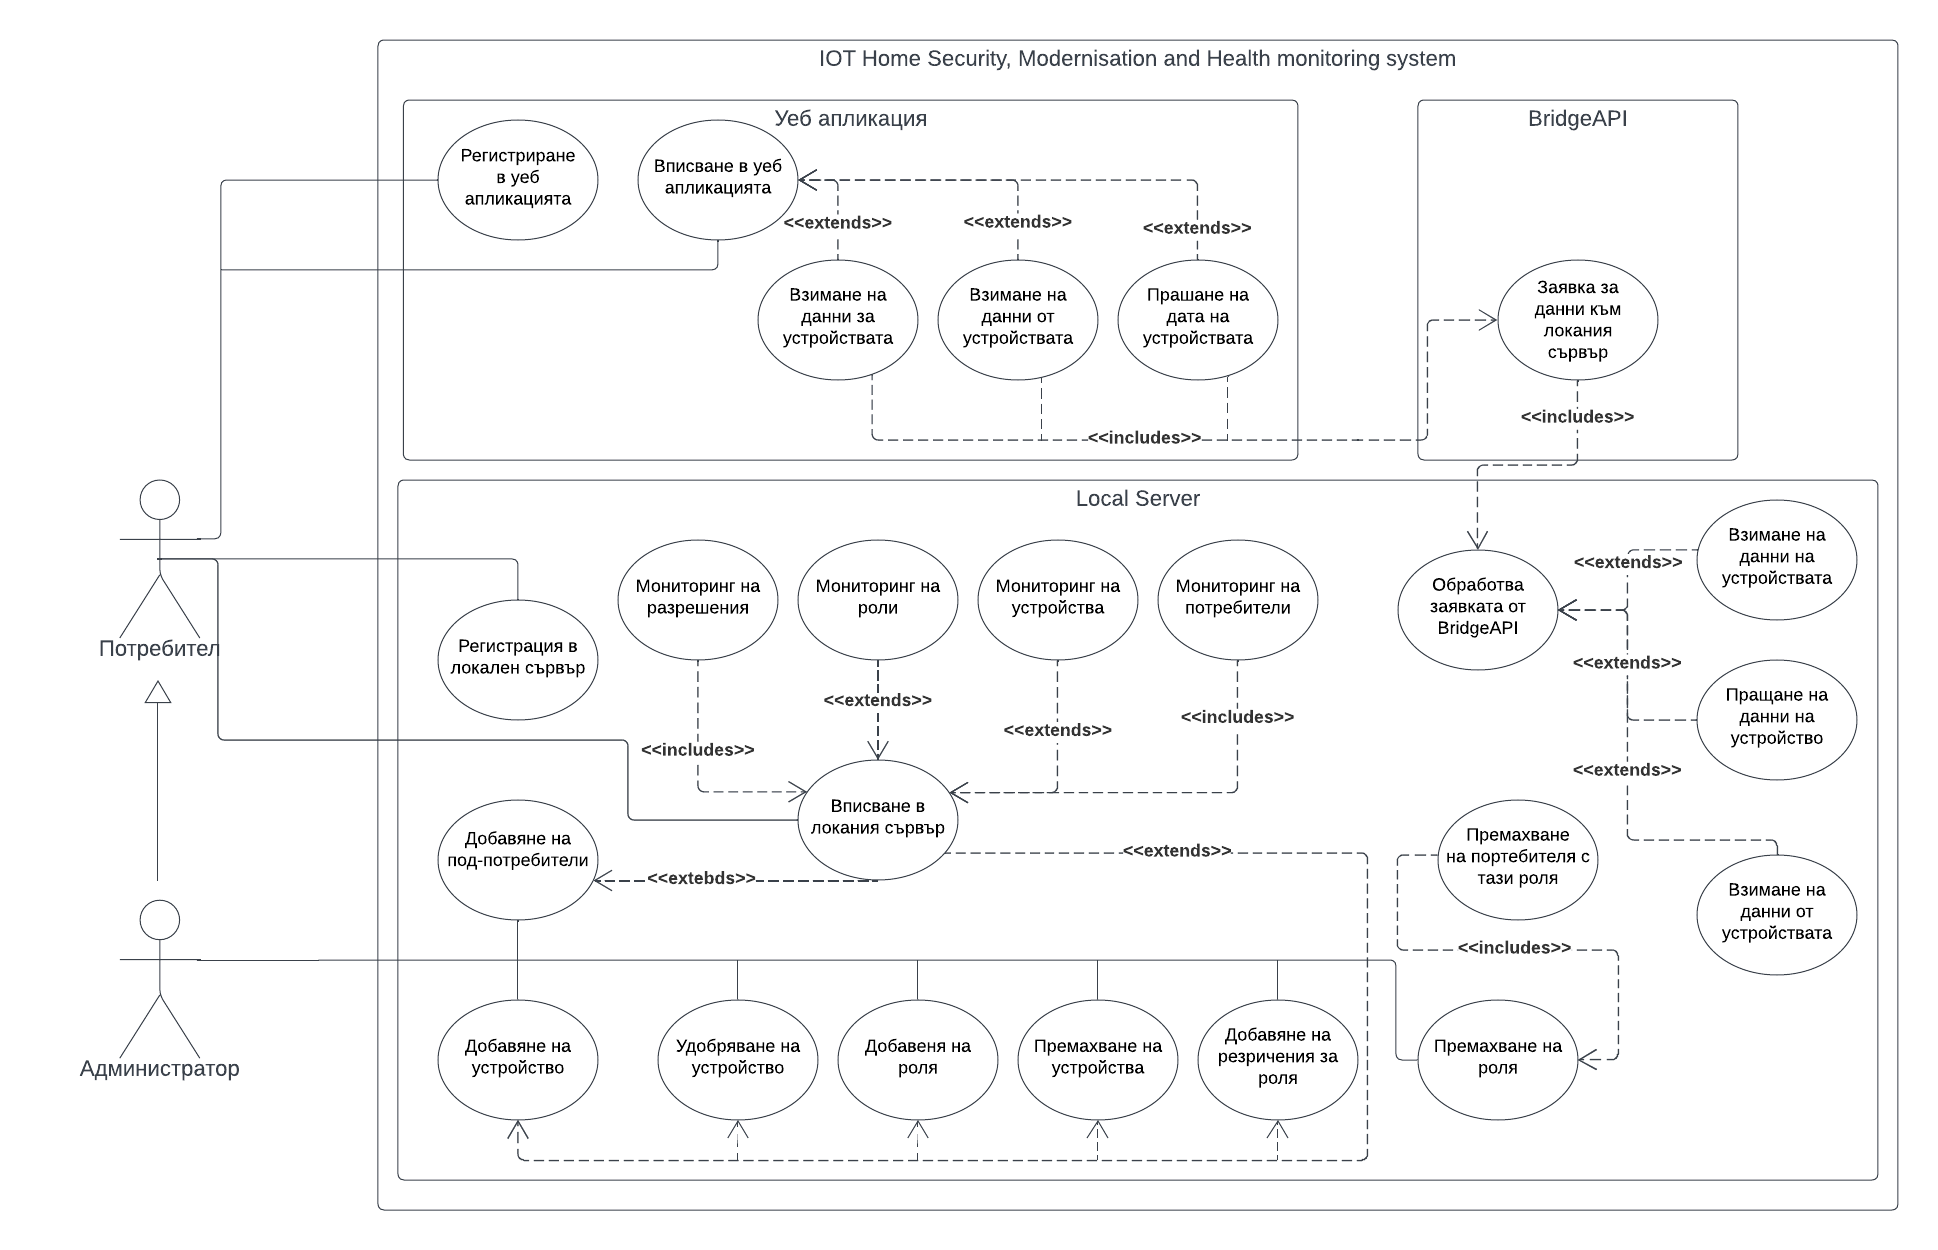 IOT Home Security, Modernisation and Health monitoring system
Уеб апликация
BridgeAPI
Регистриране
в уеб
апликацията
Вписване в уеб
апликацията
<<extends>>
<<extends>>
<<extends>>
Взимане на
данни за
устройствата
Взимане на
данни от
устройствата
Прашане на
дата на
устройствата
Заявка за
данни към
локания
сървър
<<includes>>
<<includes>>
Local Server
Потребител
Регистрация в
локален сървър
Мониторинг на
разрешения
Мониторинг на
роли
Мониторинг на
устройства
Мониторинг на
потребители
Обработва
заявката от
BridgeAPI
<<extends>>
Взимане на
данни на
устройствата
<<extends>>
Пращане на
данни на
устройство
<<extends>>
<<extends>>
<<includes>>
<<extends>>
<<includes>>
Вписване в
локания сървър
Добавяне на
под-потребители
<<extebds>>
<<extends>>
Премахване
на портебителя с
тази роля
Взимане на
данни от
устройствата
<<includes>>
Администратор
Добавяне на
устройство
Удобряване на
устройство
Добавеня на
роля
Премахване на
устройства
Добавяне на
резричения за
роля
Премахване на
роля